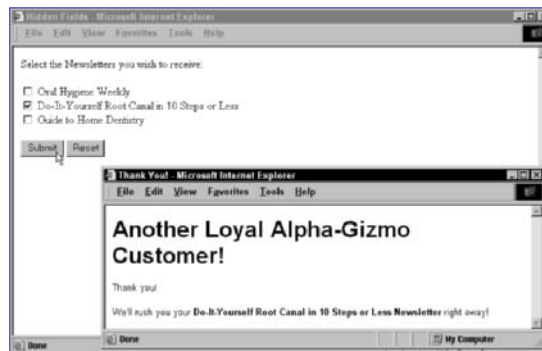 Hidden Fields - Microsoft Internet Explorer
File Edit View Favorites Tools Help
Select the Newsletters you wish to receive:
Oral Hygiene Weekly
Do-It-Yourself Root Canal in 10 Steps or Less
Guide to Home Dentistry
Submit Reset
Thank You! - Microsoft Internet Explorer
File Edit View Favorites Tools Help
Another Loyal Alpha-Gizmo
Customer!
Thank you!
We'll rush you your Do-It-Yourself Root Canal in 10 Steps or Less Newsletter right away!
Done
My Computer
Done